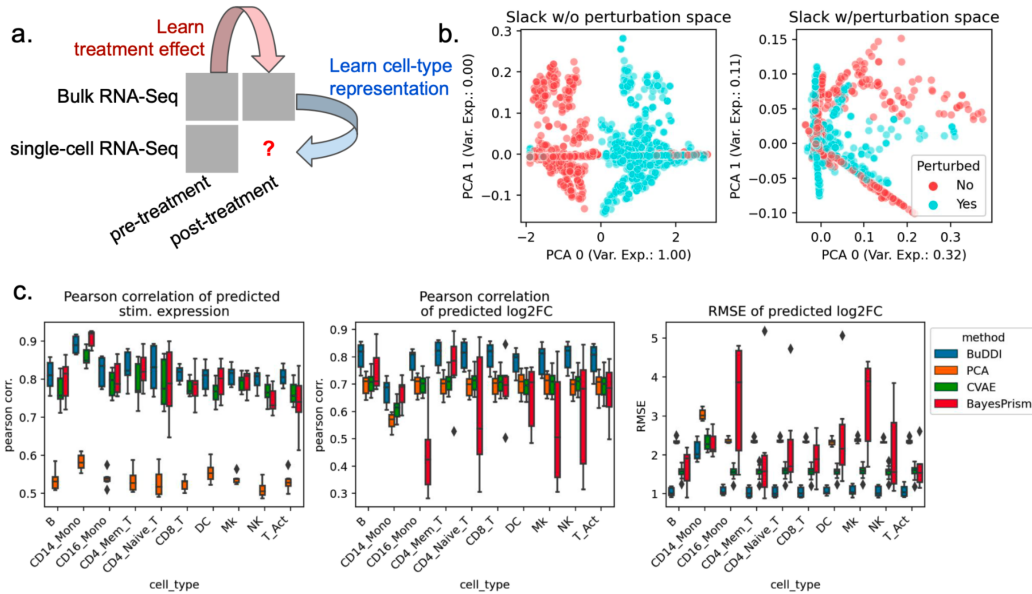 a.
Learn
treatment effect
Bulk RNA-Seq
Learn cell-type
representation
single-cell RNA-Seq
?
pre-treatment
post-treatment
b.
Slack w/o perturbation space
0.3
0.2
0.1
0.0
−0.1
PCA 1 (Var. Exp.: 0.00)
−2
0
2
PCA 0 (Var. Exp.: 1.00)
Slack w/perturbation space
0.15
0.10
0.05
0.00
−0.05
−0.10
PCA 1 (Var. Exp.: 0.11)
Perturbed
No
Yes
0.0
0.1
0.2
0.3
PCA 0 (Var. Exp.: 0.32)
c.
Pearson correlation of predicted
stim. expression
0.9
0.8
0.7
0.6
0.5
pearson corr.
B
CD14_Mono
CD16_Mono
CD4_Mem_T
CD4_Naive_T
CD8_T
DC
Mk
NK
T_Act
cell_type
Pearson correlation
of predicted log2FC
0.9
0.8
0.7
0.6
0.5
0.4
0.3
pearson corr.
B
CD14_Mono
CD16_Mono
CD4_Mem_T
CD4_Naive_T
CD8_T
DC
Mk
NK
T_Act
cell_type
RMSE of predicted log2FC
5
4
3
2
1
RMSE
B
CD14_Mono
CD16_Mono
CD4_Mem_T
CD4_Naive_T
CD8_T
DC
Mk
NK
T_Act
cell_type
method
BuDDI
PCA
CVAE
BayesPrism